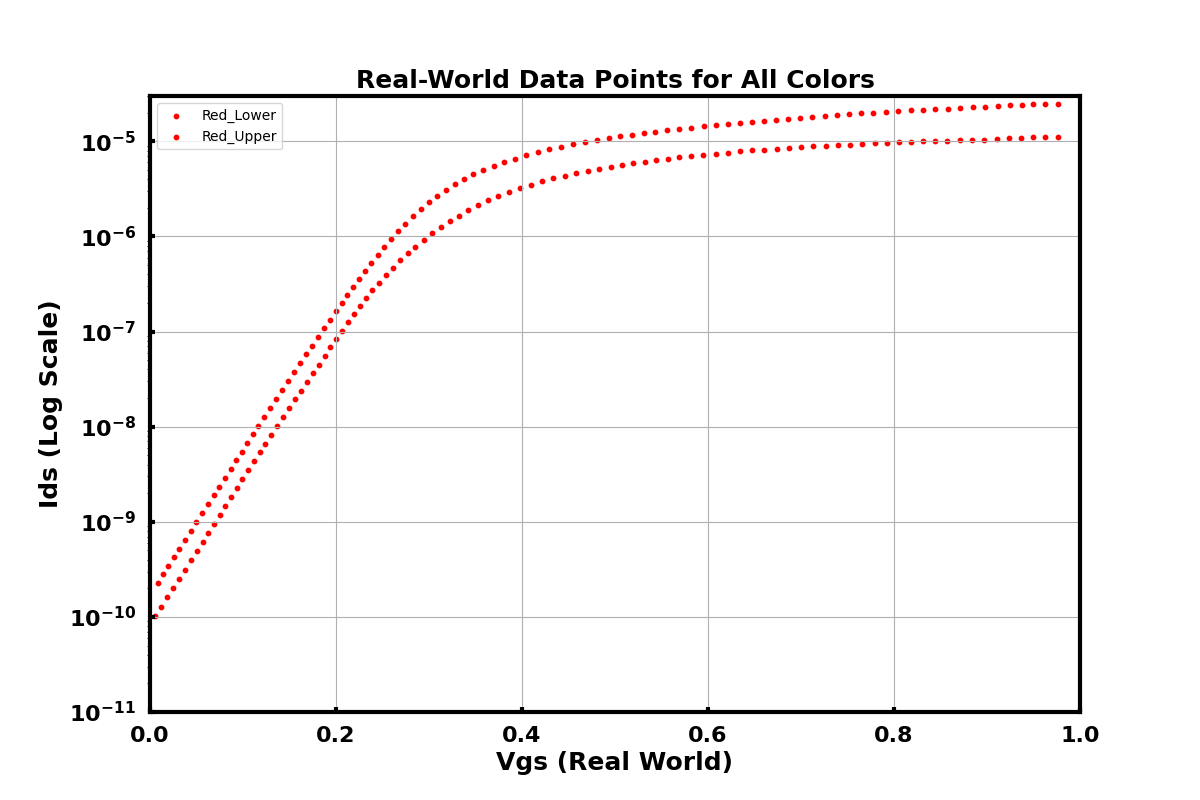 Real-World Data Points for All Colors
Red_Lower
Red_Upper
10⁻⁵
10⁻⁶
10⁻⁷
10⁻⁸
10⁻⁹
10⁻¹⁰
10⁻¹¹
Ids (Log Scale)
0.0 0.2 0.4 0.6 0.8 1.0
Vgs (Real World)